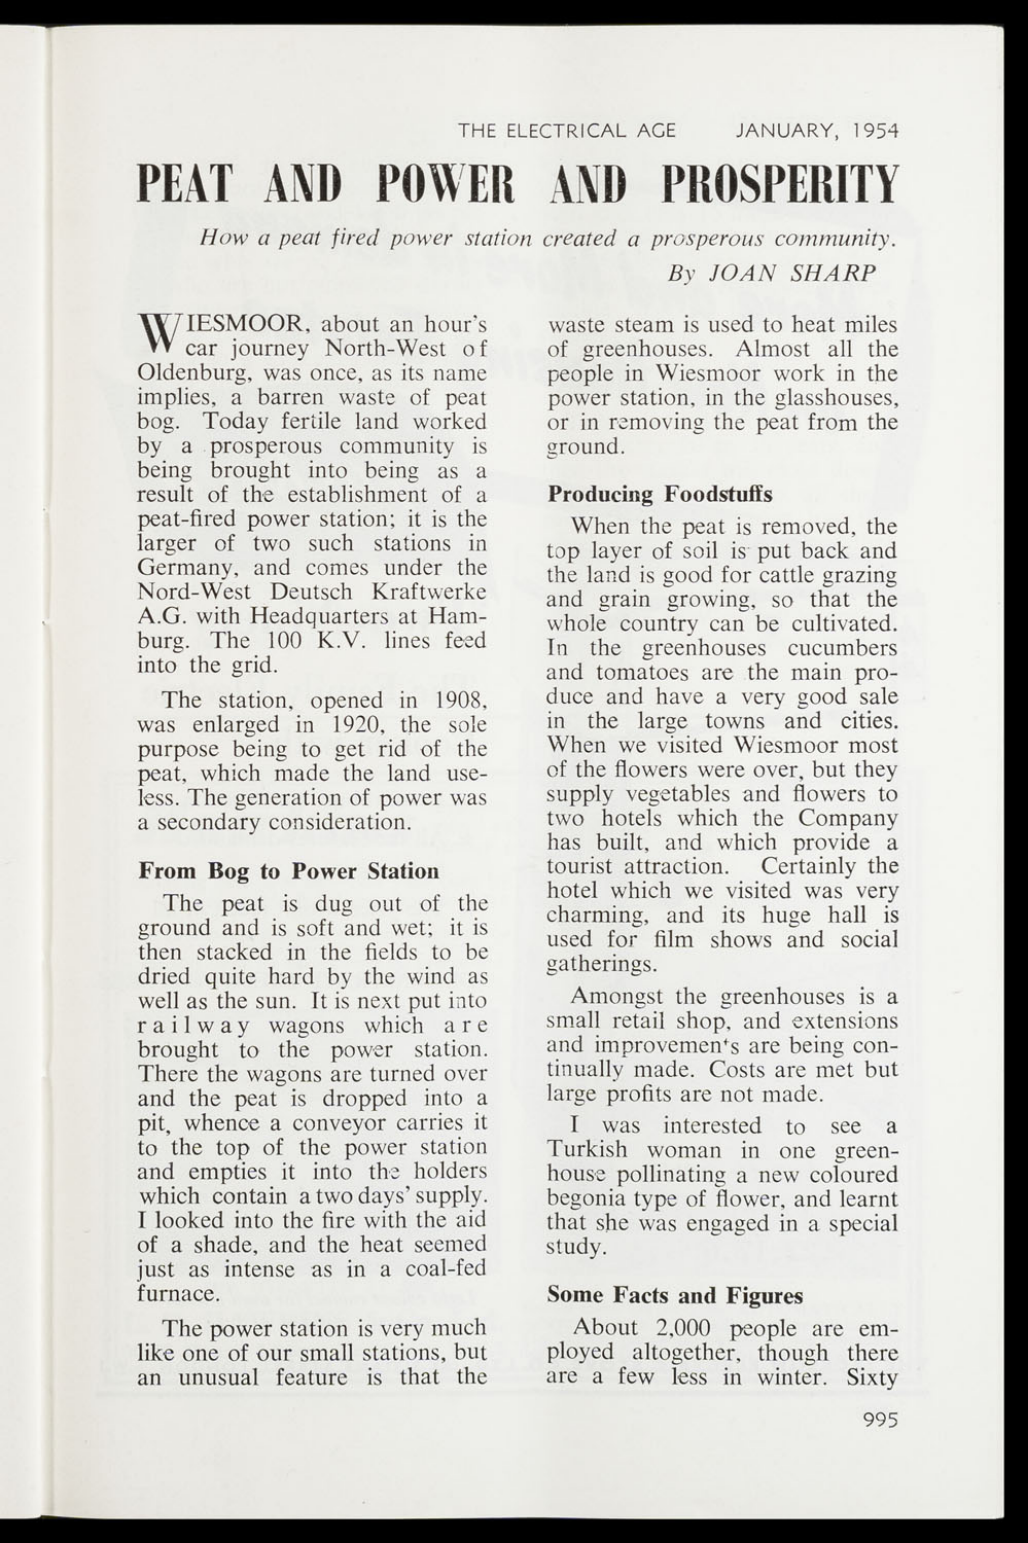 THE ELECTRICAL AGE JANUARY, 1954
PEAT AND POWER AND PROSPERITY
How a peat fired power station created a prosperous community.
By JOAN SHARP
WIESMOOR, about an hour's
car journey North-West of
Oldenburg, was once, as its name
implies, a barren waste of peat
bog. Today fertile land worked
by a prosperous community is
being brought into being as a
result of the establishment of a
peat-fired power station; it is the
larger of two such stations in
Germany, and comes under the
Nord-West Deutsch Kraftwerke
A.G. with Headquarters at Ham-
burg. The 100 K.V. lines feed
into the grid.
The station, opened in 1908,
was enlarged in 1920, the sole
purpose being to get rid of the
peat, which made the land use-
less. The generation of power was
a secondary consideration.
From Bog to Power Station
The peat is dug out of the
ground and is soft and wet; it is
then stacked in the fields to be
dried quite hard by the wind as
well as the sun. It is next put into
railway wagons which are
brought to the power station.
There the wagons are turned over
and the peat is dropped into a
pit, whence a conveyor carries it
to the top of the power station
and empties it into the holders
which contain a two days' supply.
I looked into the fire with the aid
of a shade, and the heat seemed
just as intense as in a coal-fed
furnace.
The power station is very much
like one of our small stations, but
an unusual feature is that the
waste steam is used to heat miles
of greenhouses. Almost all the
people in Wiesmoor work in the
power station, in the glasshouses,
or in removing the peat from the
ground.
Producing Foodstuffs
When the peat is removed, the
top layer of soil is put back and
the land is good for cattle grazing
and grain growing, so that the
whole country can be cultivated.
In the greenhouses cucumbers
and tomatoes are the main pro-
duce and have a very good sale
in the large towns and cities.
When we visited Wiesmoor most
of the flowers were over, but they
supply vegetables and flowers to
two hotels which the Company
has built, and which provide a
tourist attraction. Certainly the
hotel which we visited was very
charming, and its huge hall is
used for film shows and social
gatherings.
Amongst the greenhouses is a
small retail shop, and extensions
and improvements are being con-
tinually made. Costs are met but
large profits are not made.
I was interested to see a
Turkish woman in one green-
house pollinating a new coloured
begonia type of flower, and learnt
that she was engaged in a special
study.
Some Facts and Figures
About 2,000 people are em-
ployed altogether, though there
are a few less in winter. Sixty
995